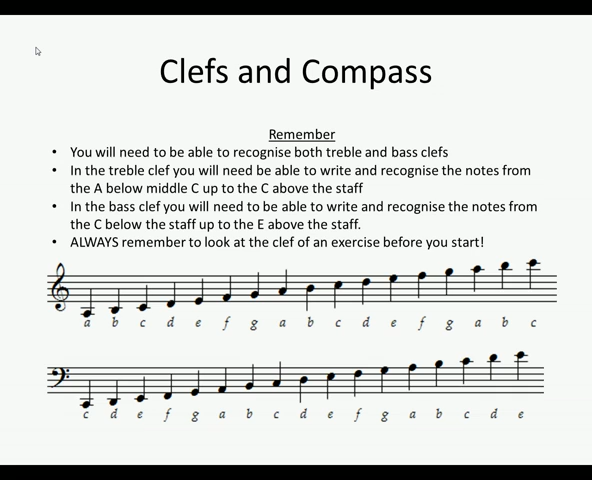 Clefs and Compass
Remember
• You will need to be able to recognise both treble and bass clefs
• In the treble clef you will need be able to write and recognise the notes from
the A below middle C up to the C above the staff
• In the bass clef you will need to be able to write and recognise the notes from
the C below the staff up to the E above the staff.
• ALWAYS remember to look at the clef of an exercise before you start!
a b c d e f g a b c d e f g a b c
c d e f g a b c d e f g a b c d e